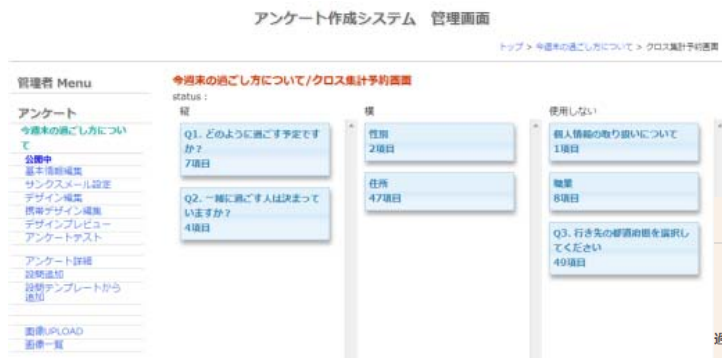 アンケート作成システム 管理画面
トップ > 今週末の過ごし方について > クロス集計予約画面
管理者 Menu
アンケート
今週末の過ごし方につい
て
公開中
基本情報編集
サンクスメール設定
デザイン編集
携帯デザイン編集
デザインプレビュー
アンケートテスト
アンケート詳細
設問追加
設問テンプレートから
追加
画像UPLOAD
画像一覧
今週末の過ごし方について/クロス集計予約画面
status :
縦
Q1. どのように過ごす予定です
か?
7項目
Q2. 一緒に過ごす人は決まって
いますか?
4項目
横
性別
2項目
住所
47項目
使用しない
個人情報の取り扱いについて
1項目
職業
8項目
Q3. 行き先の都道府県を選択し
てください
49項目